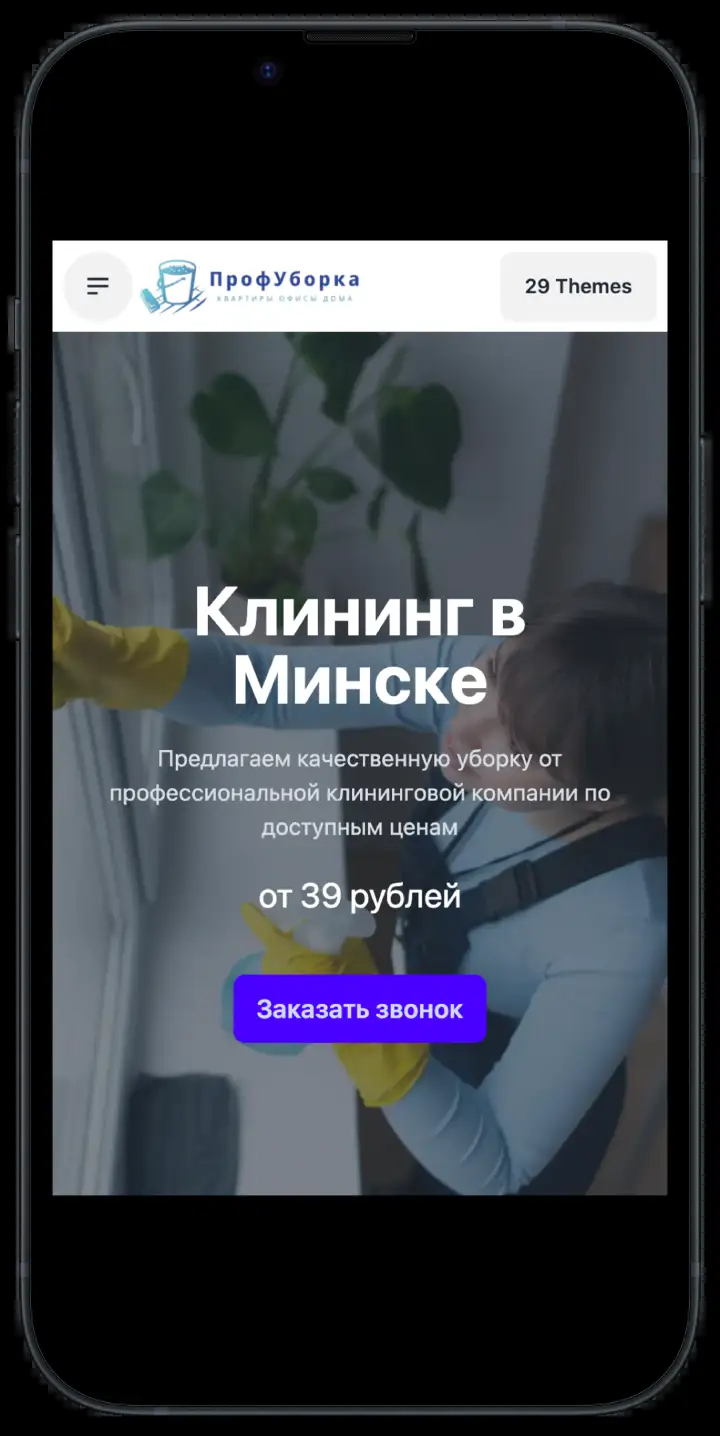 ПрофУборка
КВАРТИРЫ ОФИСЫ ДОМА
29 Themes
Клининг в
Минске
Предлагаем качественную уборку от
профессиональной клининговой компании по
доступным ценам
от 39 рублей
Заказать звонок